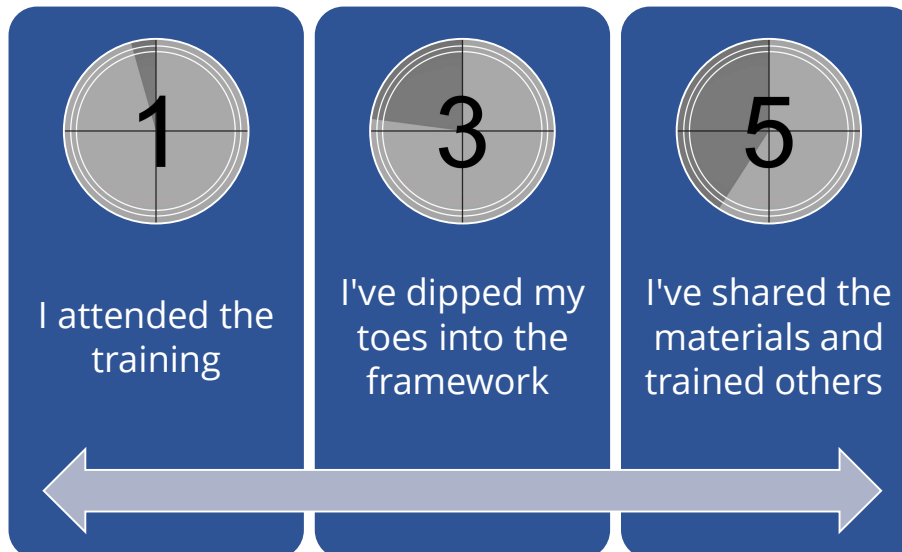 1
I attended the
training
3
I've dipped my
toes into the
framework
5
I've shared the
materials and
trained others